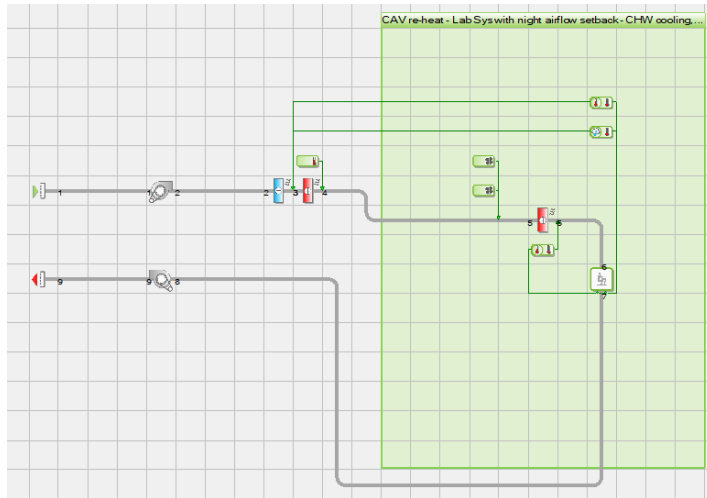 CAV re-heat - Lab Sys with night airflow setback - CHW cooling,...
1 1 2 2 3 4
5 6
6
9 9 8
7